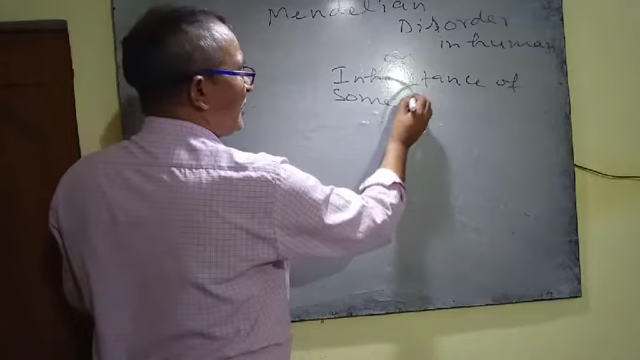 Mendelian
Disorder
in human
Inheritance of
Some